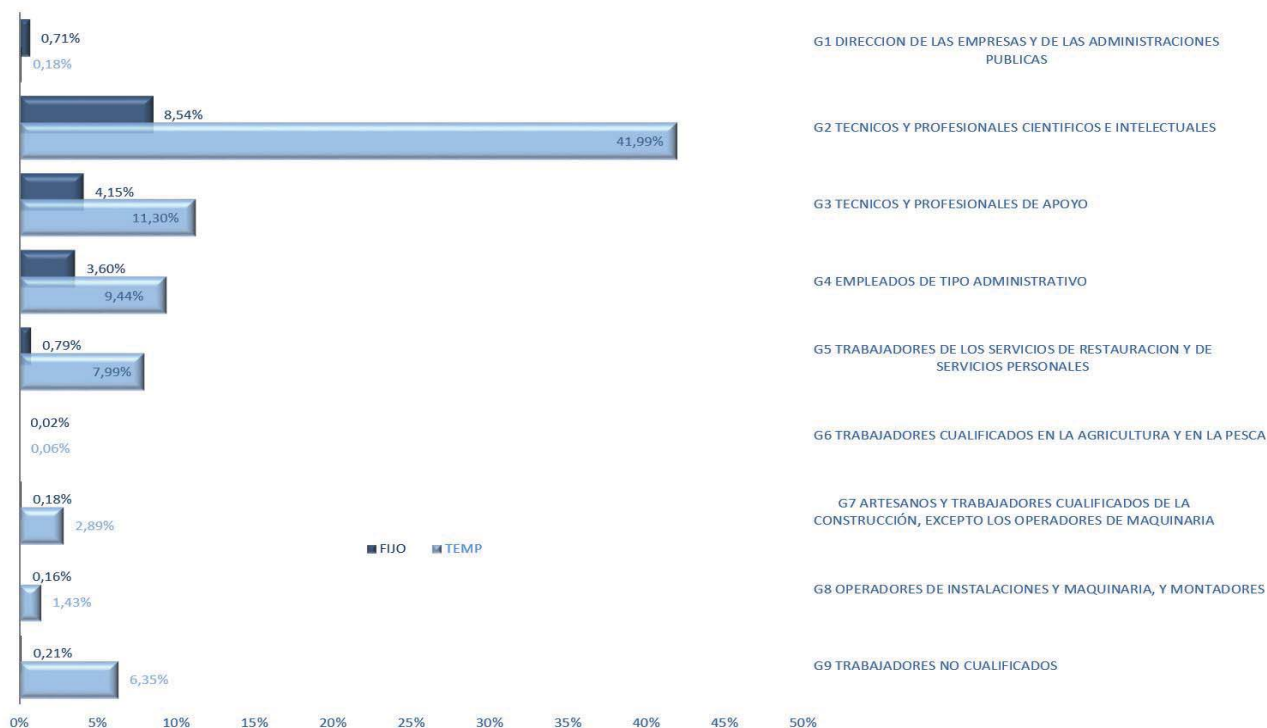 0,71%
0,18%
G1 DIRECCION DE LAS EMPRESAS Y DE LAS ADMINISTRACIONES
PUBLICAS
8,54%
41,99%
G2 TECNICOS Y PROFESIONALES CIENTIFICOS E INTELECTUALES
4,15%
11,30%
G3 TECNICOS Y PROFESIONALES DE APOYO
3,60%
9,44%
G4 EMPLEADOS DE TIPO ADMINISTRATIVO
0,79%
7,99%
G5 TRABAJADORES DE LOS SERVICIOS DE RESTAURACION Y DE
SERVICIOS PERSONALES
0,02%
0,06%
G6 TRABAJADORES CUALIFICADOS EN LA AGRICULTURA Y EN LA PESCA
0,18%
2,89%
G7 ARTESANOS Y TRABAJADORES CUALIFICADOS DE LA
CONSTRUCCIÓN, EXCEPTO LOS OPERADORES DE MAQUINARIA
FIJO TEMP
0,16%
1,43%
G8 OPERADORES DE INSTALACIONES Y MAQUINARIA, Y MONTADORES
0,21%
6,35%
G9 TRABAJADORES NO CUALIFICADOS
0% 5% 10% 15% 20% 25% 30% 35% 40% 45% 50%